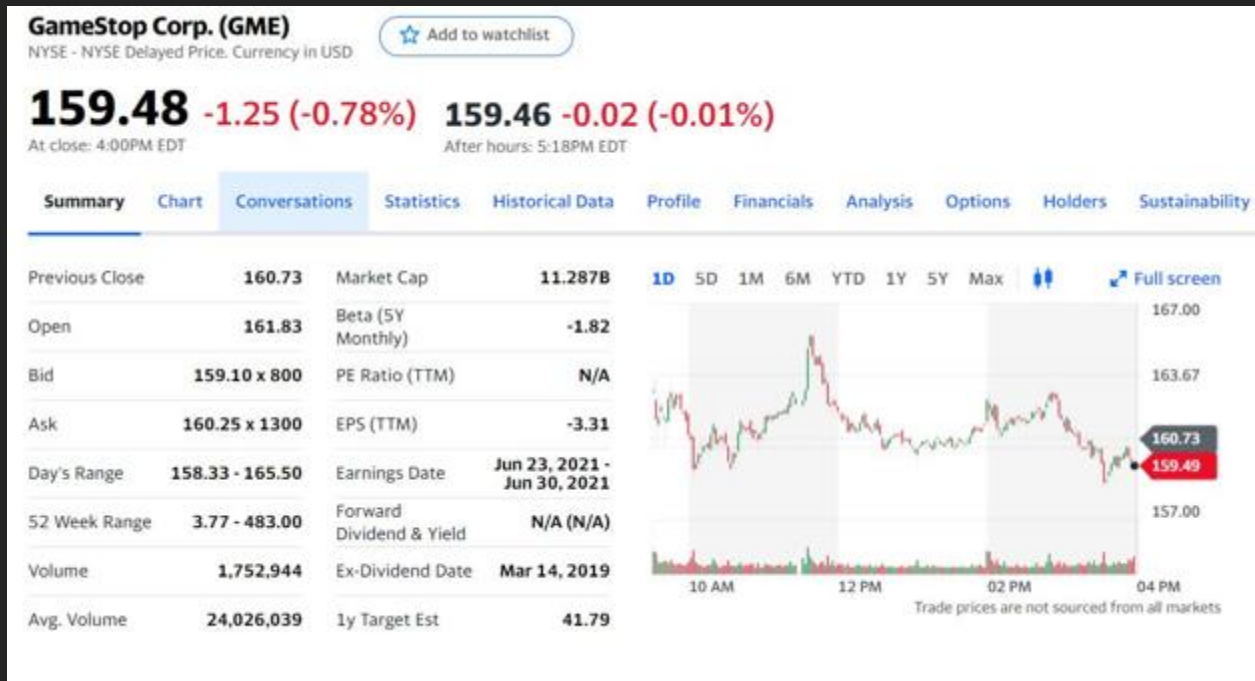 GameStop Corp. (GME)
Add to watchlist
NYSE - NYSE Delayed Price. Currency in USD
159.48 -1.25 (-0.78%)
At close: 4:00PM EDT
159.46 -0.02 (-0.01%)
After hours: 5:18PM EDT
Summary Chart Conversations Statistics Historical Data Profile Financials Analysis Options Holders Sustainability
Previous Close 160.73
Open 161.83
Bid 159.10 x 800
Ask 160.25 x 1300
Day's Range 158.33 - 165.50
52 Week Range 3.77 - 483.00
Volume 1,752,944
Avg. Volume 24,026,039
Market Cap 11.287B
Beta (5Y
Monthly) -1.82
PE Ratio (TTM) N/A
EPS (TTM) -3.31
Earnings Date Jun 23, 2021 -
Jun 30, 2021
Forward
Dividend & Yield N/A (N/A)
Ex-Dividend Date Mar 14, 2019
1y Target Est 41.79
1D 5D 1M 6M YTD 1Y 5Y Max Full screen
167.00
163.67
160.73
159.49
157.00
10 AM 12 PM 02 PM 04 PM
Trade prices are not sourced from all markets